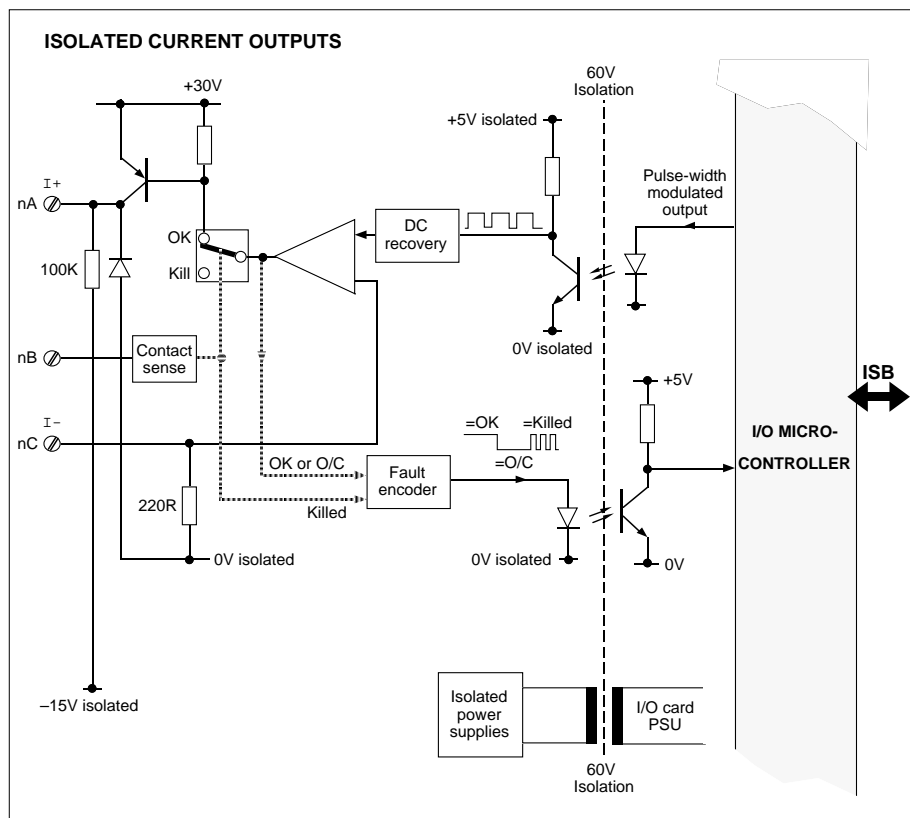 ISOLATED CURRENT OUTPUTS
+30V
60V
Isolation
+5V isolated
I+
nA
Pulse-width
modulated
output
OK
DC
recovery
100K
Kill
0V isolated
nB
Contact
sense
+5V
ISB
I−
nC
=OK
=Killed
=O/C
I/O MICRO-
CONTROLLER
OK or O/C
Fault
encoder
220R
Killed
0V isolated
0V isolated
0V
–15V isolated
Isolated
power
supplies
I/O card
PSU
60V
Isolation